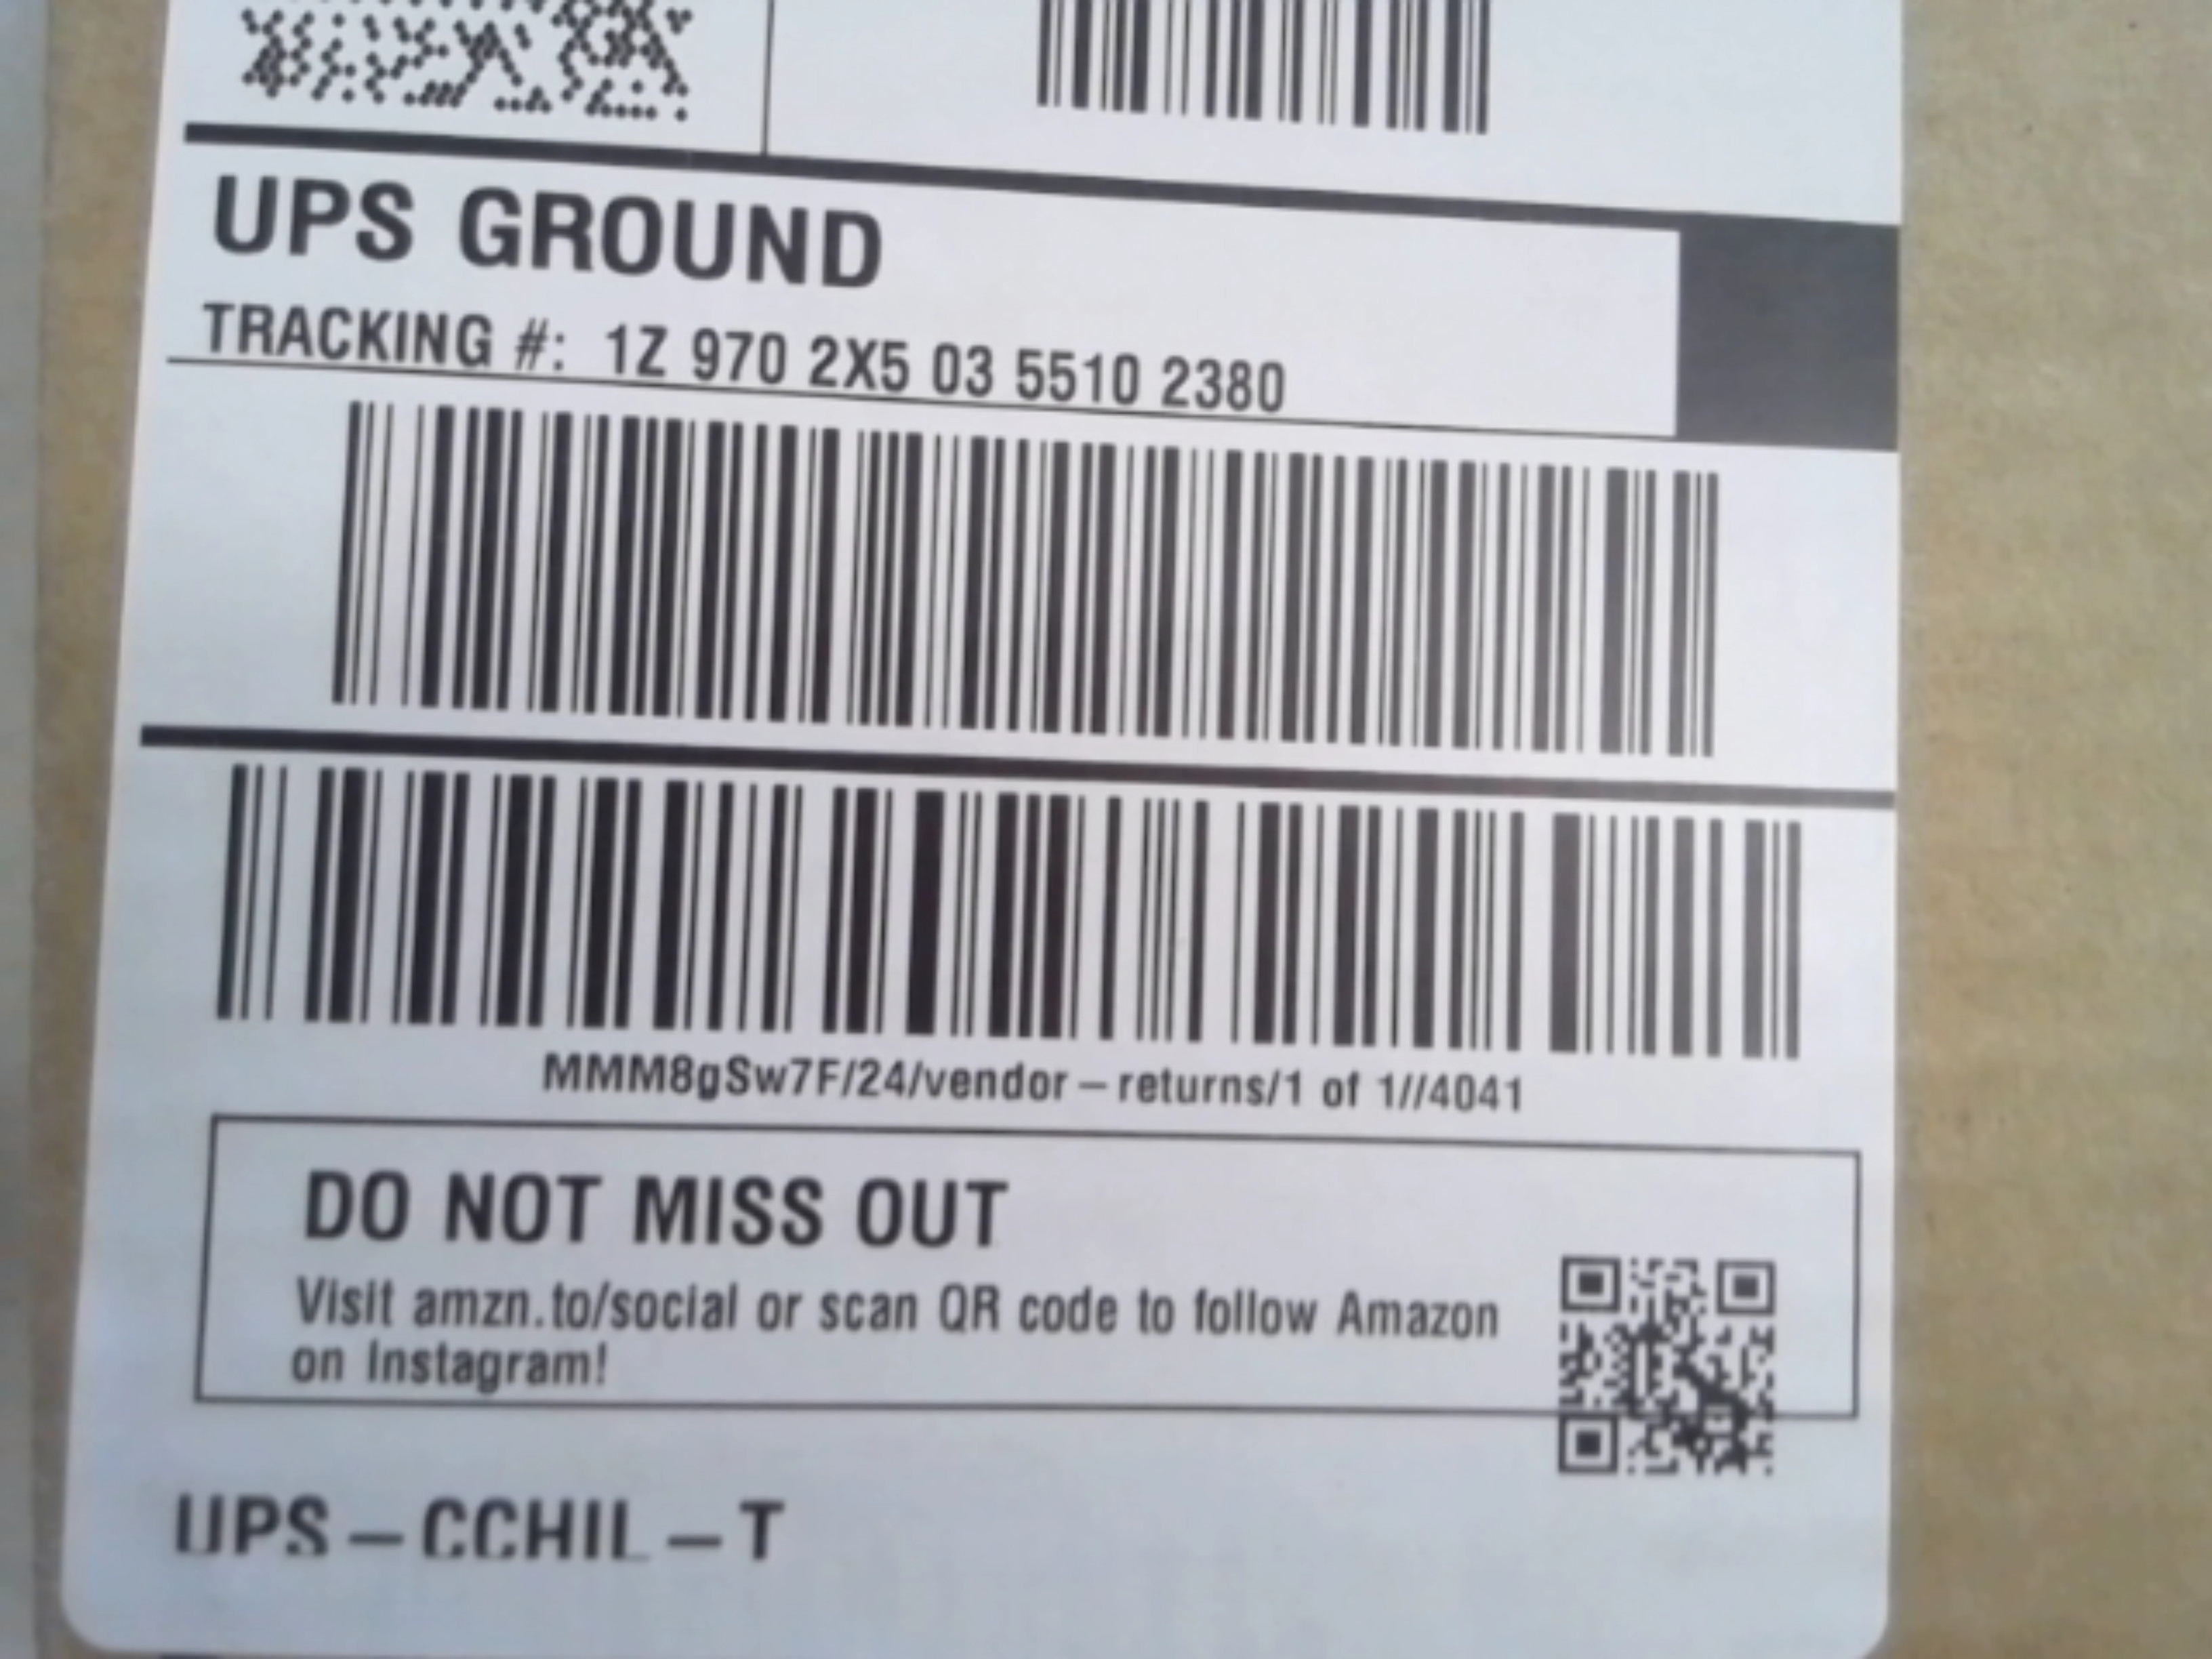 UPS GROUND
TRACKING #: 1Z 970 2X5 03 5510 2380
MMM8gSw7F/24/vendor-returns/1 of 1//4041
DO NOT MISS OUT
Visit amzn.to/social or scan QR code to follow Amazon
on Instagram!
UPS-CCHIL-T